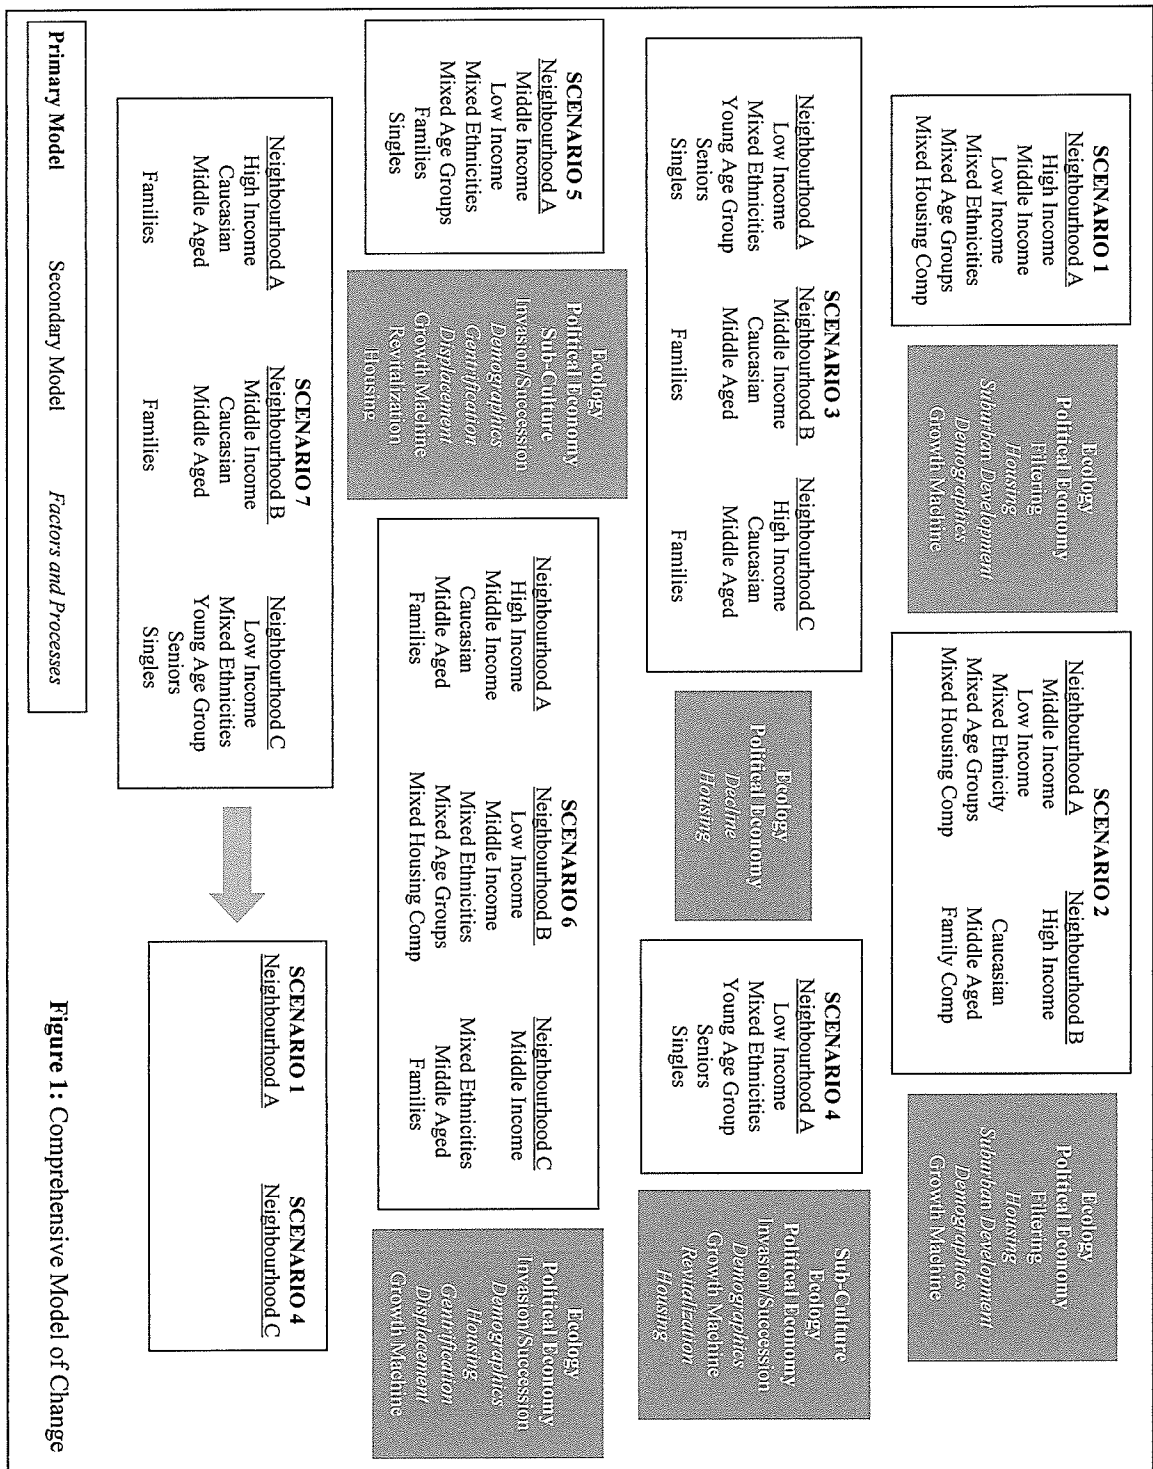 SCENARIO 1
Neighbourhood A
High Income
Middle Income
Low Income
Mixed Ethnicities
Mixed Age Groups
Mixed Housing Comp
Ecology
Political Economy
Filtering
Housing
Suburban Development
Demographics
Growth Machine
SCENARIO 2
Neighbourhood A
Middle Income
Low Income
Mixed Ethnicity
Mixed Age Groups
Mixed Housing Comp
Neighbourhood B
High Income
Caucasian
Middle Aged
Family Comp
Ecology
Political Economy
Filtering
Housing
Suburban Development
Demographics
Growth Machine
SCENARIO 3
Neighbourhood A
Low Income
Mixed Ethnicities
Young Age Group
Seniors
Singles
Neighbourhood B
Middle Income
Caucasian
Middle Aged
Families
Neighbourhood C
High Income
Caucasian
Middle Aged
Families
Ecology
Political Economy
Decline
Housing
SCENARIO 4
Neighbourhood A
Low Income
Mixed Ethnicities
Young Age Group
Seniors
Singles
Sub-Culture
Ecology
Political Economy
Invasion/Succession
Demographics
Growth Machine
Revitalization
Housing
SCENARIO 5
Neighbourhood A
Middle Income
Low Income
Mixed Ethnicities
Mixed Age Groups
Families
Singles
Ecology
Political Economy
Sub-Culture
Invasion/Succession
Demographics
Gentrification
Displacement
Growth Machine
Revitalization
Housing
SCENARIO 6
Neighbourhood A
High Income
Middle Income
Caucasian
Middle Aged
Families
Neighbourhood B
Low Income
Middle Income
Mixed Ethnicities
Mixed Age Groups
Mixed Housing Comp
Neighbourhood C
Middle Income
Mixed Ethnicities
Middle Aged
Families
Ecology
Political Economy
Invasion/Succession
Demographics
Housing
Gentrification
Displacement
Growth Machine
SCENARIO 7
Neighbourhood A
High Income
Caucasian
Middle Aged
Families
Neighbourhood B
Middle Income
Caucasian
Middle Aged
Families
Neighbourhood C
Low Income
Mixed Ethnicities
Young Age Group
Seniors
Singles
SCENARIO 1
Neighbourhood A
SCENARIO 4
Neighbourhood C
Primary Model Secondary Model Factors and Processes
Figure 1: Comprehensive Model of Change